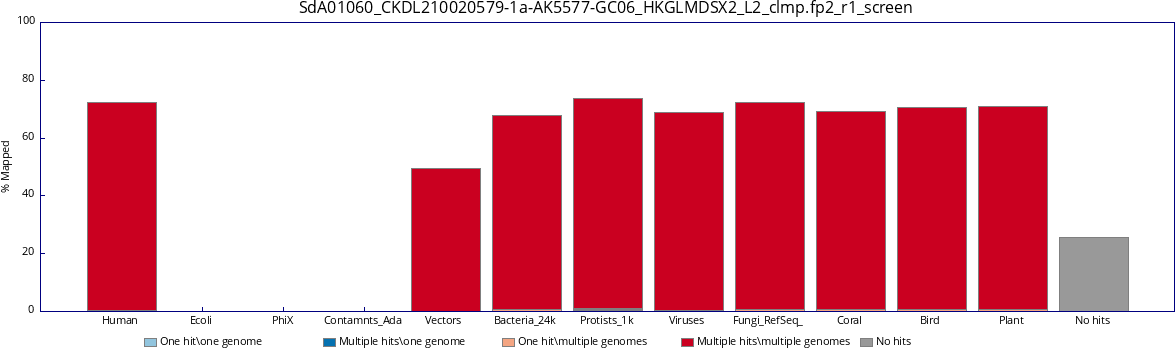 SdA01060_CKDL210020579-1a-AK5577-GC06_HKGLMDSX2_L2_clmp.fp2_r1_screen
100
80
60
40
20
0
% Mapped
Human Ecoli PhiX Contamnts_Ada Vectors Bacteria_24k Protists_1k Viruses Fungi_RefSeq_ Coral Bird Plant No hits
One hit\one genome Multiple hits\one genome One hit\multiple genomes Multiple hits\multiple genomes No hits